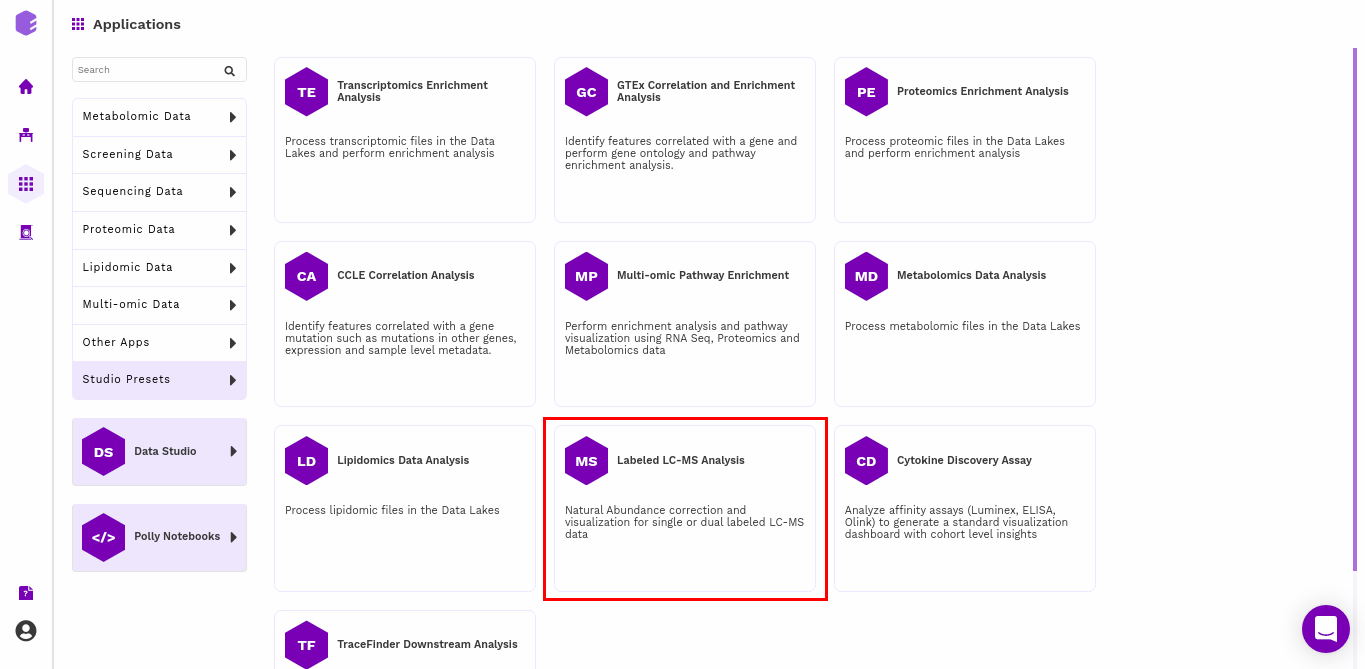 Applications
Search
Metabolomic Data
Screening Data
Sequencing Data
Proteomic Data
Lipidomic Data
Multi-omic Data
Other Apps
Studio Presets
DS
Data Studio
</>
Polly Notebooks
?
TE
Transcriptomics Enrichment
Analysis
Process transcriptomic files in the Data
Lakes and perform enrichment analysis
GC
GTEx Correlation and Enrichment
Analysis
Identify features correlated with a gene and
perform gene ontology and pathway
enrichment analysis.
PE
Proteomics Enrichment Analysis
Process proteomic files in the Data Lakes
and perform enrichment analysis
CA
CCLE Correlation Analysis
Identify features correlated with a gene
mutation such as mutations in other genes,
expression and sample level metadata.
MP
Multi-omic Pathway Enrichment
Perform enrichment analysis and pathway
visualization using RNA Seq, Proteomics and
Metabolomics data
MD
Metabolomics Data Analysis
Process metabolomic files in the Data Lakes
LD
Lipidomics Data Analysis
Process lipidomic files in the Data Lakes
MS
Labeled LC-MS Analysis
Natural Abundance correction and
visualization for single or dual labeled LC-MS
data
CD
Cytokine Discovery Assay
Analyze affinity assays (Luminex, ELISA,
Olink) to generate a standard visualization
dashboard with cohort level insights
TF
TraceFinder Downstream Analysis